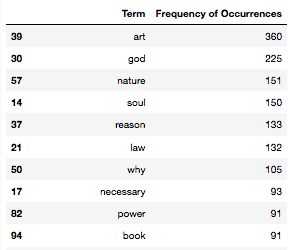 Term Frequency of Occurrences
39 art 360
30 god 225
57 nature 151
14 soul 150
37 reason 133
21 law 132
50 why 105
17 necessary 93
82 power 91
94 book 91